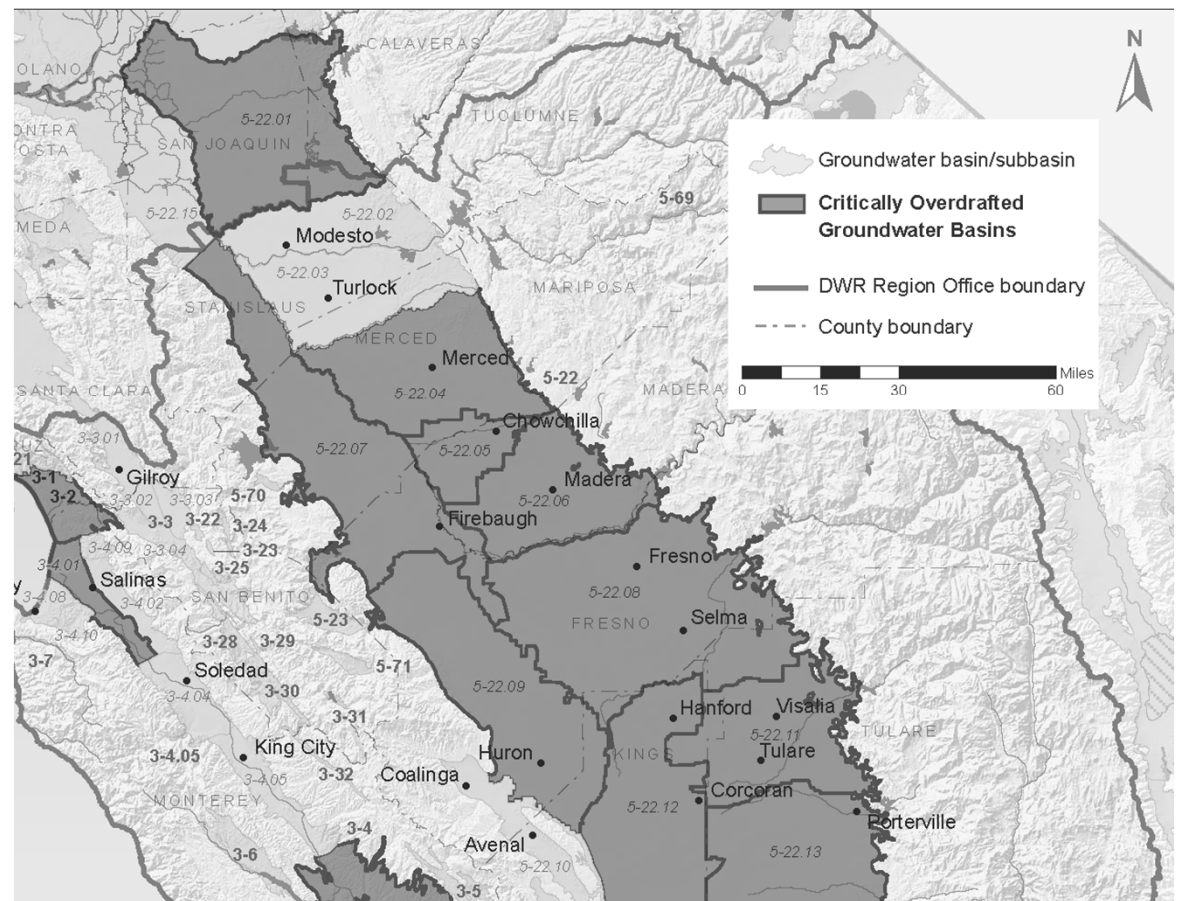 CALAVERAS
N
OLANO
TUOLUMNE
5-22.01
ONTRA
OSTA
SAN JOAQUIN
Groundwater basin/subbasin
Critically Overdrafted
Groundwater Basins
5-69
5-22.15
5-22.02
MEDA
Modesto
5-22.03
Turlock
MARIPOSA
DWR Region Office boundary
STANISLAUS
County boundary
MERCED
Merced
Miles
0 15 30 60
5-22
SANTA CLARA
5-22.04
MADERA
Chowchilla
3-3.01
5-22.07
5-22.05
21
3-1
Gilroy
Madera
3-2
3-3.02
3-3.03
5-70
5-22.06
3-3
3-22
3-24
Firebaugh
3-4.09
3-3.04
3-23
3-25
Fresno
3-4.01
Salinas
y
3-4.08
3-4.02
SAN BENITO
5-22.08
5-23
FRESNO
Selma
3-4.10
3-28
3-29
3-7
5-71
Soledad
3-4.04
3-30
5-22.09
3-31
Hanford
Visalia
5-22.11
TULARE
3-4.05
King City
Huron
KINGS
Tulare
3-4.05
3-32
Coalinga
Corcoran
MONTEREY
5-22.12
Porterville
3-4
Avenal
3-6
5-22.10
5-22.13
3-5